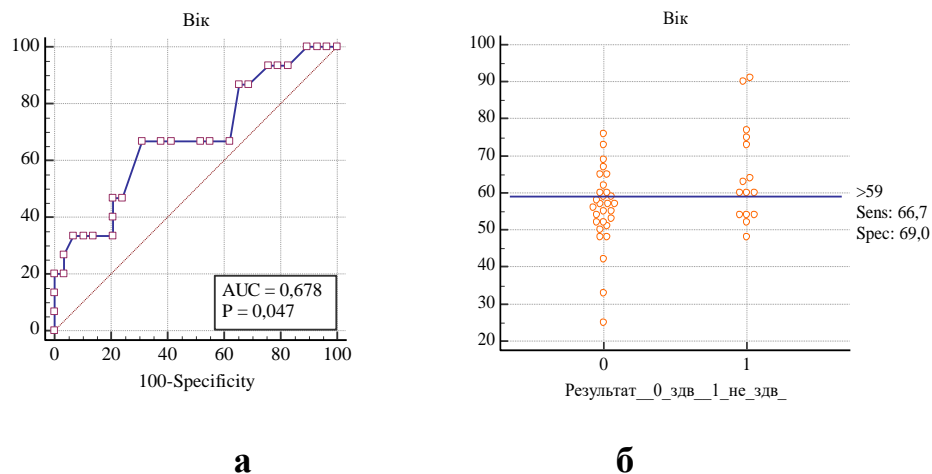 Вік
100
80
60
40
20
0
AUC = 0,678
P = 0,047
0 20 40 60 80 100
100-Specificity
а
Вік
100
90
80
70
60
50
40
30
20
>59
Sens: 66,7
Spec: 69,0
0 1
Результат__0_здв__1_не_здв_
б